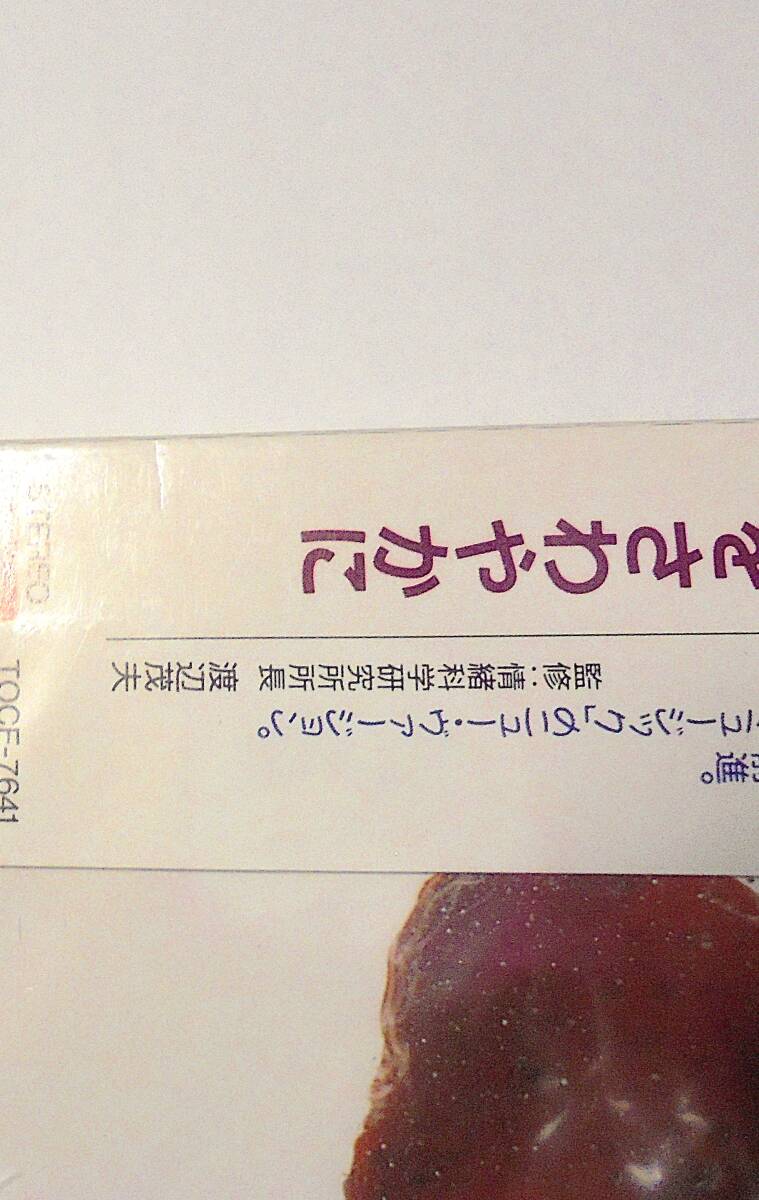 をさわやかに
監修：情緒科学研究所所長 渡辺茂夫
ュージック」のニュー・ヴァージョン。
進。
STEREO
TOCF-7641